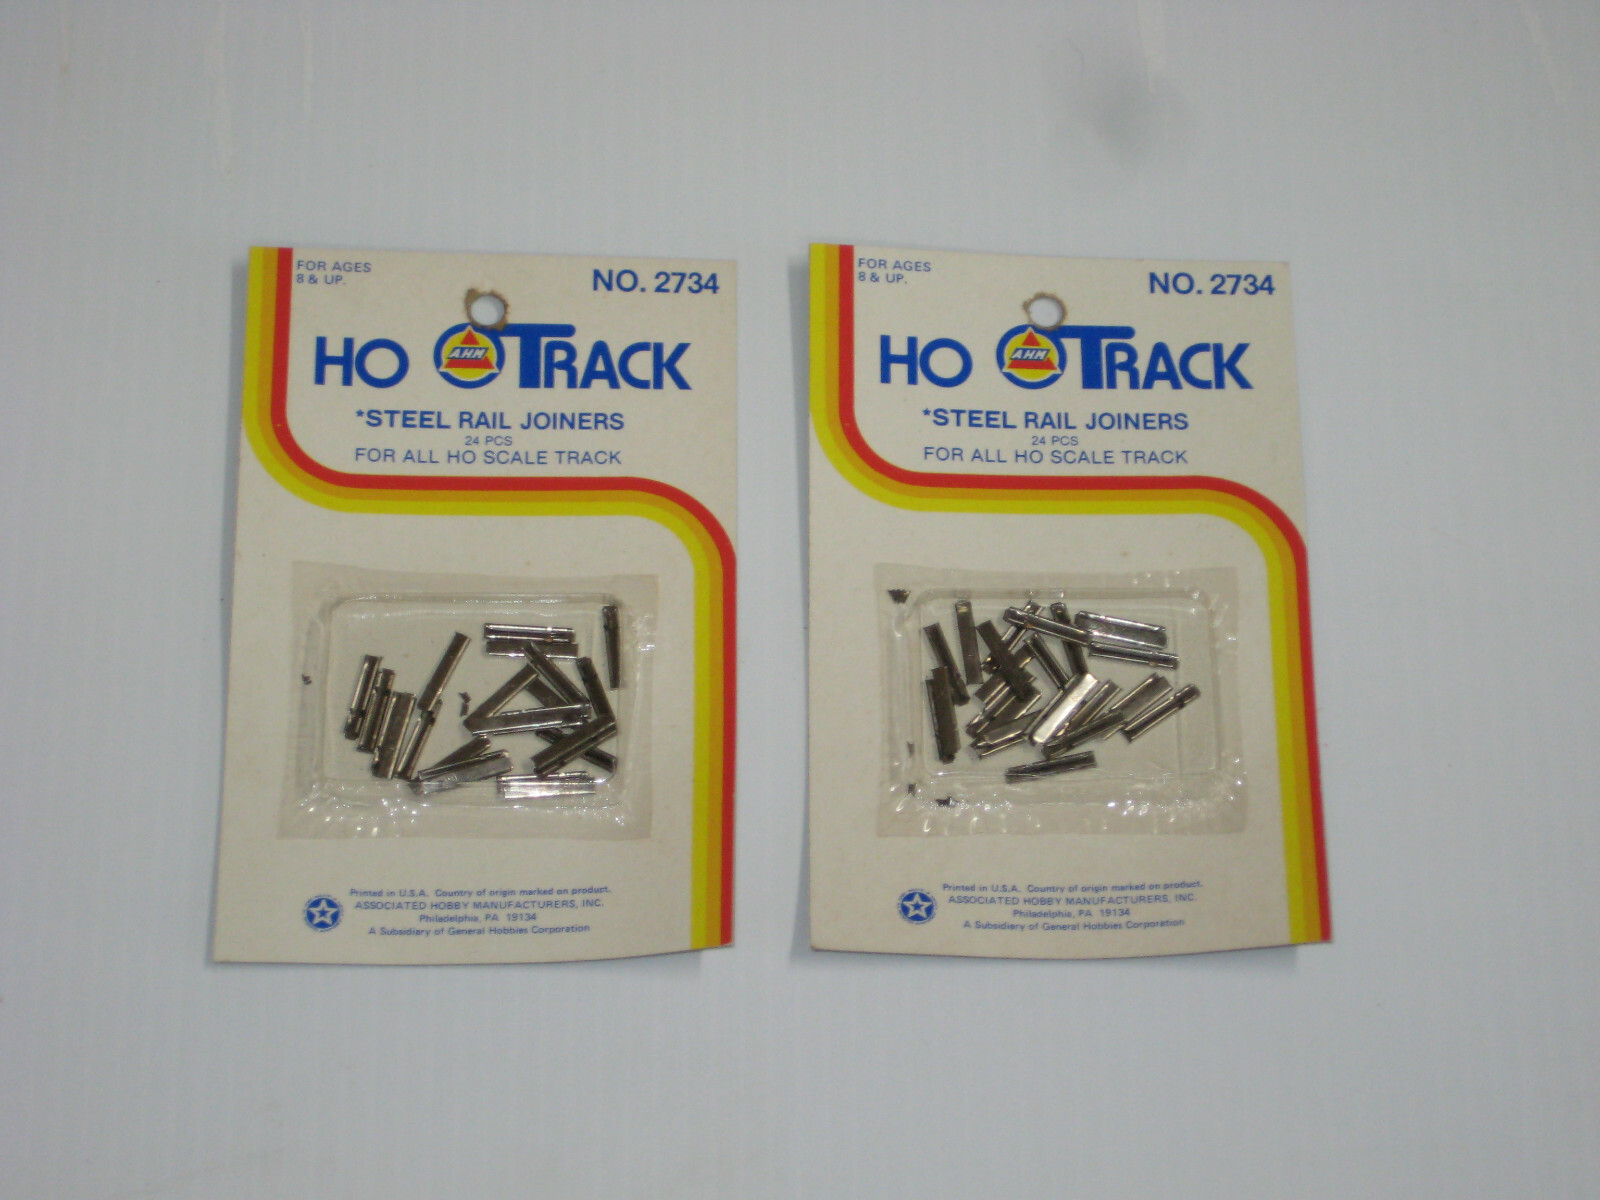 FOR AGES
8 & UP.
NO. 2734
HO AHM TRACK
*STEEL RAIL JOINERS
24 PCS
FOR ALL HO SCALE TRACK
Printed in U.S.A. Country of origin marked on product.
ASSOCIATED HOBBY MANUFACTURERS, INC.
Philadelphia, PA 19134
A Subsidiary of General Hobbies Corporation
FOR AGES
8 & UP.
NO. 2734
HO AHM TRACK
*STEEL RAIL JOINERS
24 PCS
FOR ALL HO SCALE TRACK
Printed in U.S.A. Country of origin marked on product.
ASSOCIATED HOBBY MANUFACTURERS, INC.
Philadelphia, PA 19134
A Subsidiary of General Hobbies Corporation